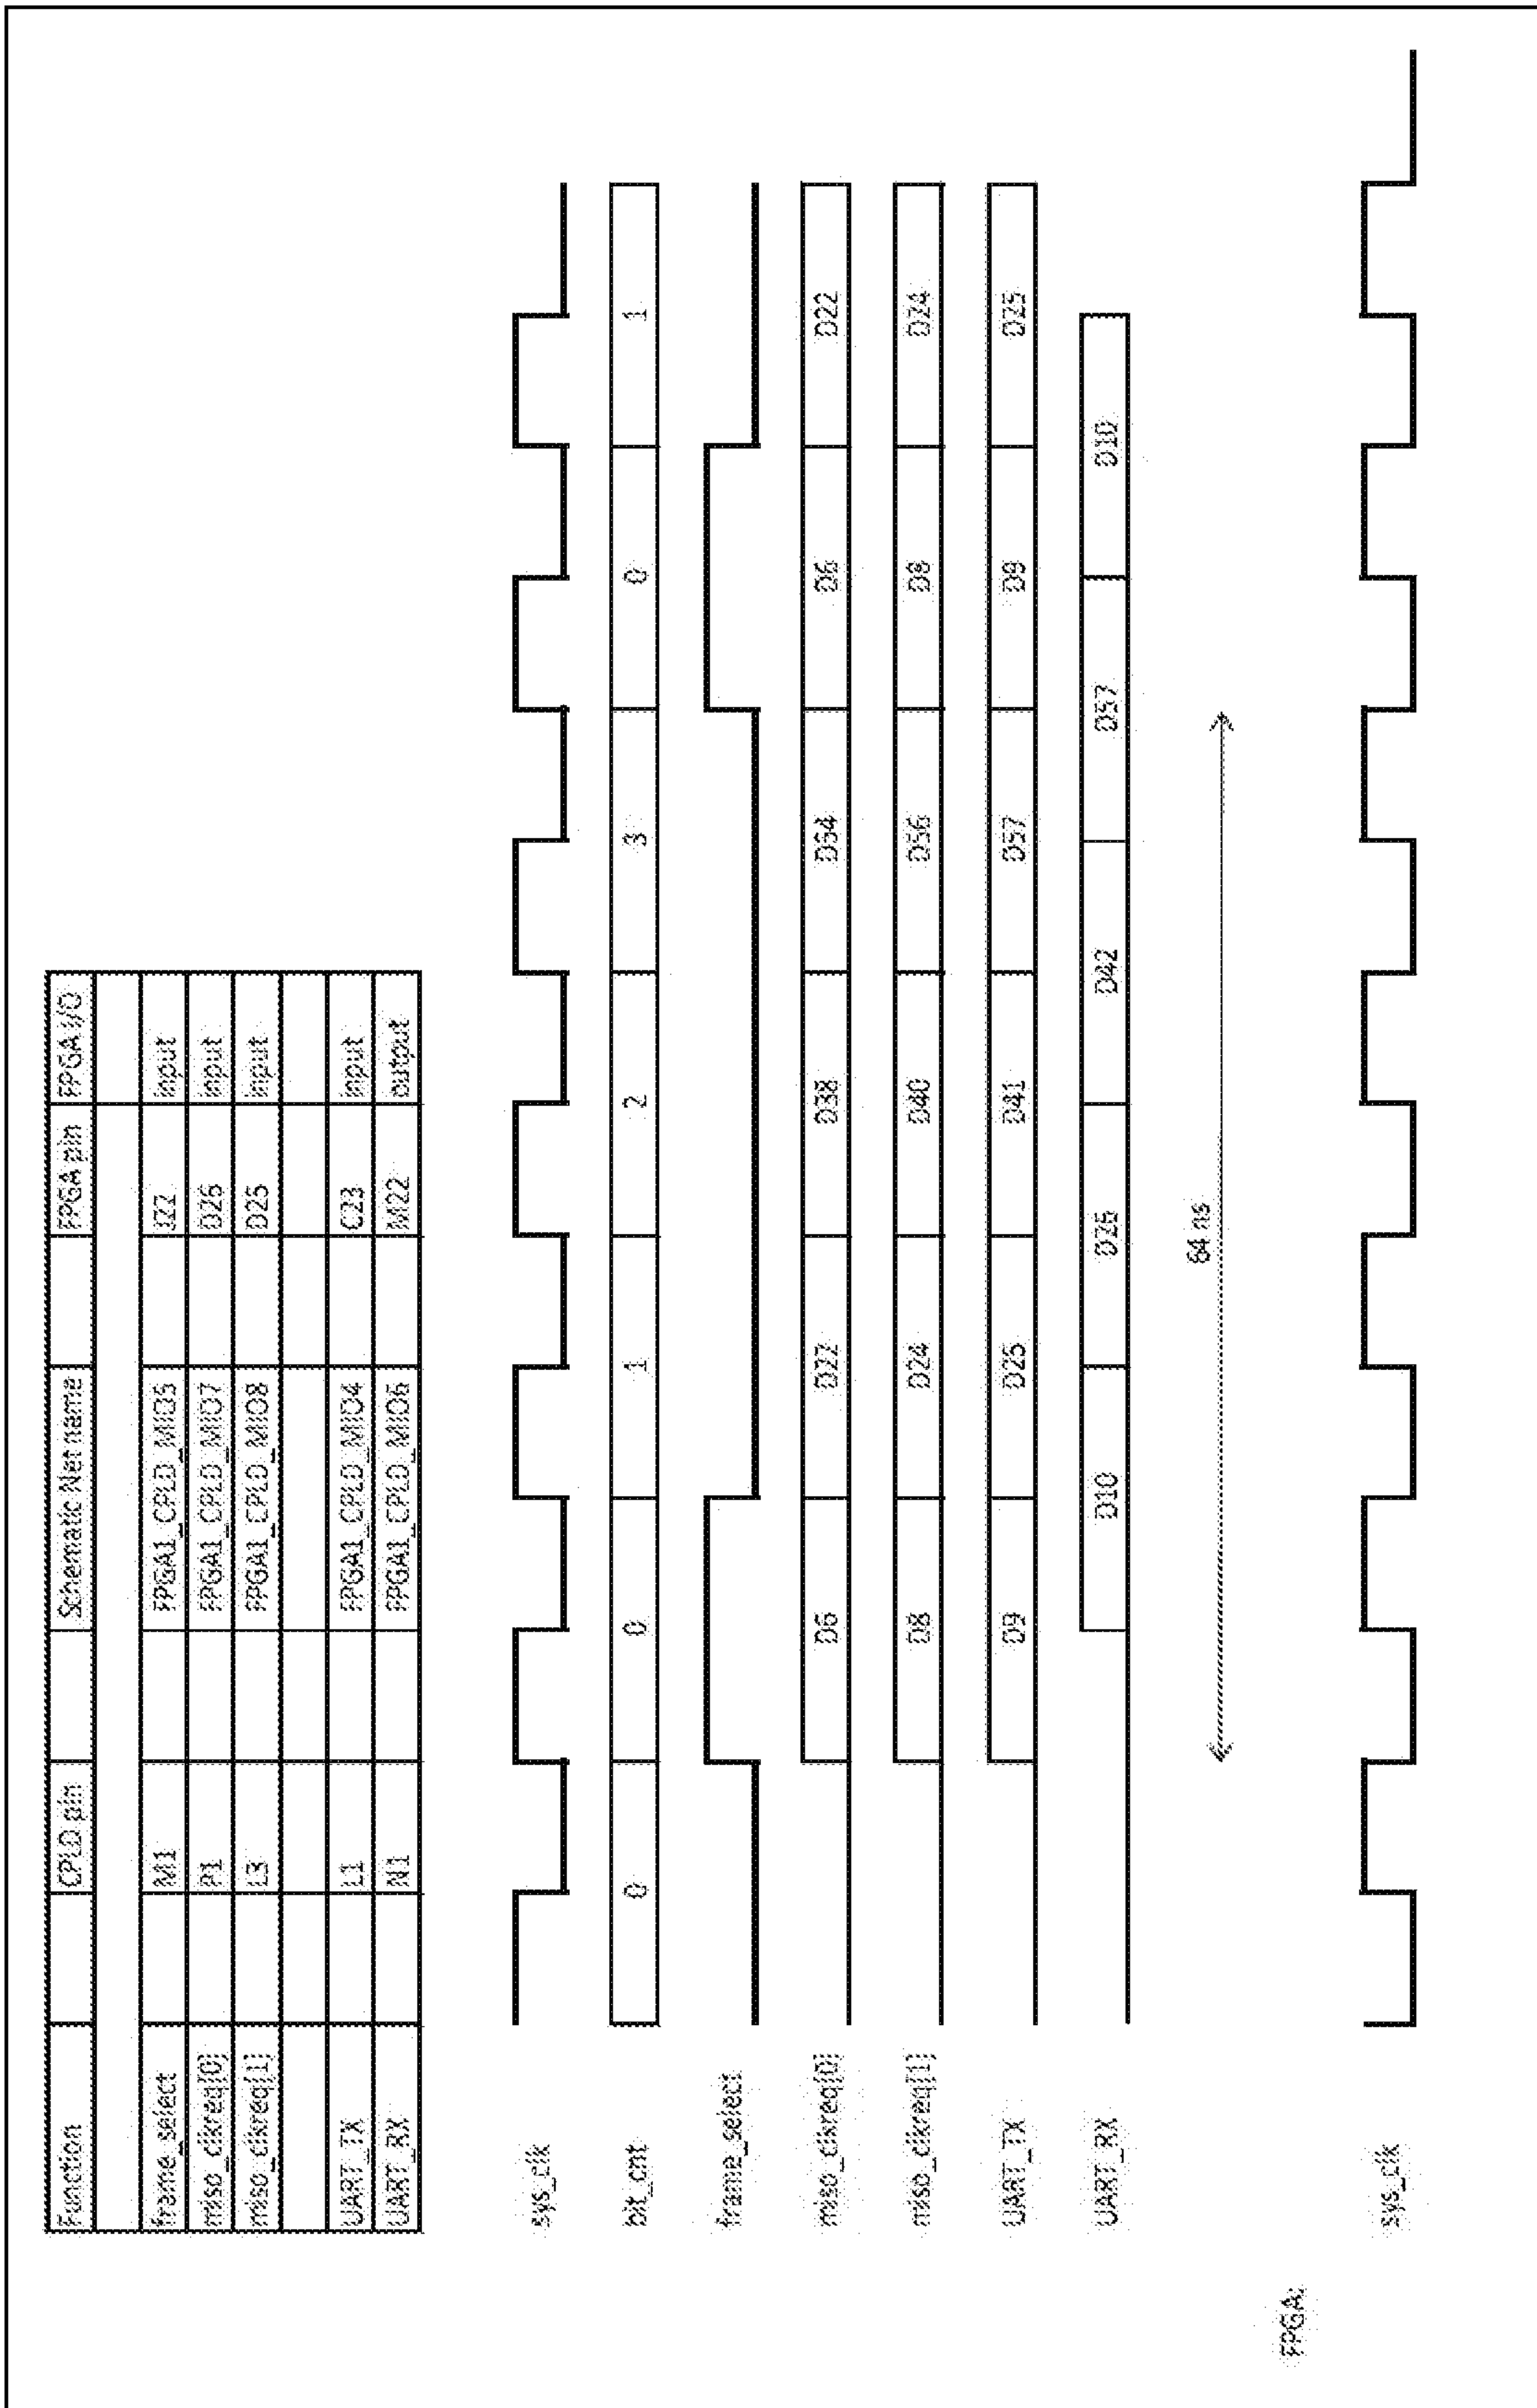 Function CPLD pin Schematic Net name FPGA pin FPGA I/O
frame_select M1 FPGA1_CPLD_MIO5 J22 input
miso_clkreq[0] P1 FPGA1_CPLD_MIO7 D26 input
miso_clkreq[1] L3 FPGA1_CPLD_MIO8 D25 input
UART_TX L1 FPGA1_CPLD_MIO4 C23 input
UART_RX N1 FPGA1_CPLD_MIO6 M22 output
sys_clk
bit_cnt 0 0 1 2 3 0 1
frame_select
miso_clkreq[0] D6 D22 D38 D54 D6 D22
miso_clkreq[1] D8 D24 D40 D56 D8 D24
UART_TX D9 D25 D41 D57 D9 D25
UART_RX D10 D26 D42 D57 D10
64 ns
FPGA:
sys_clk